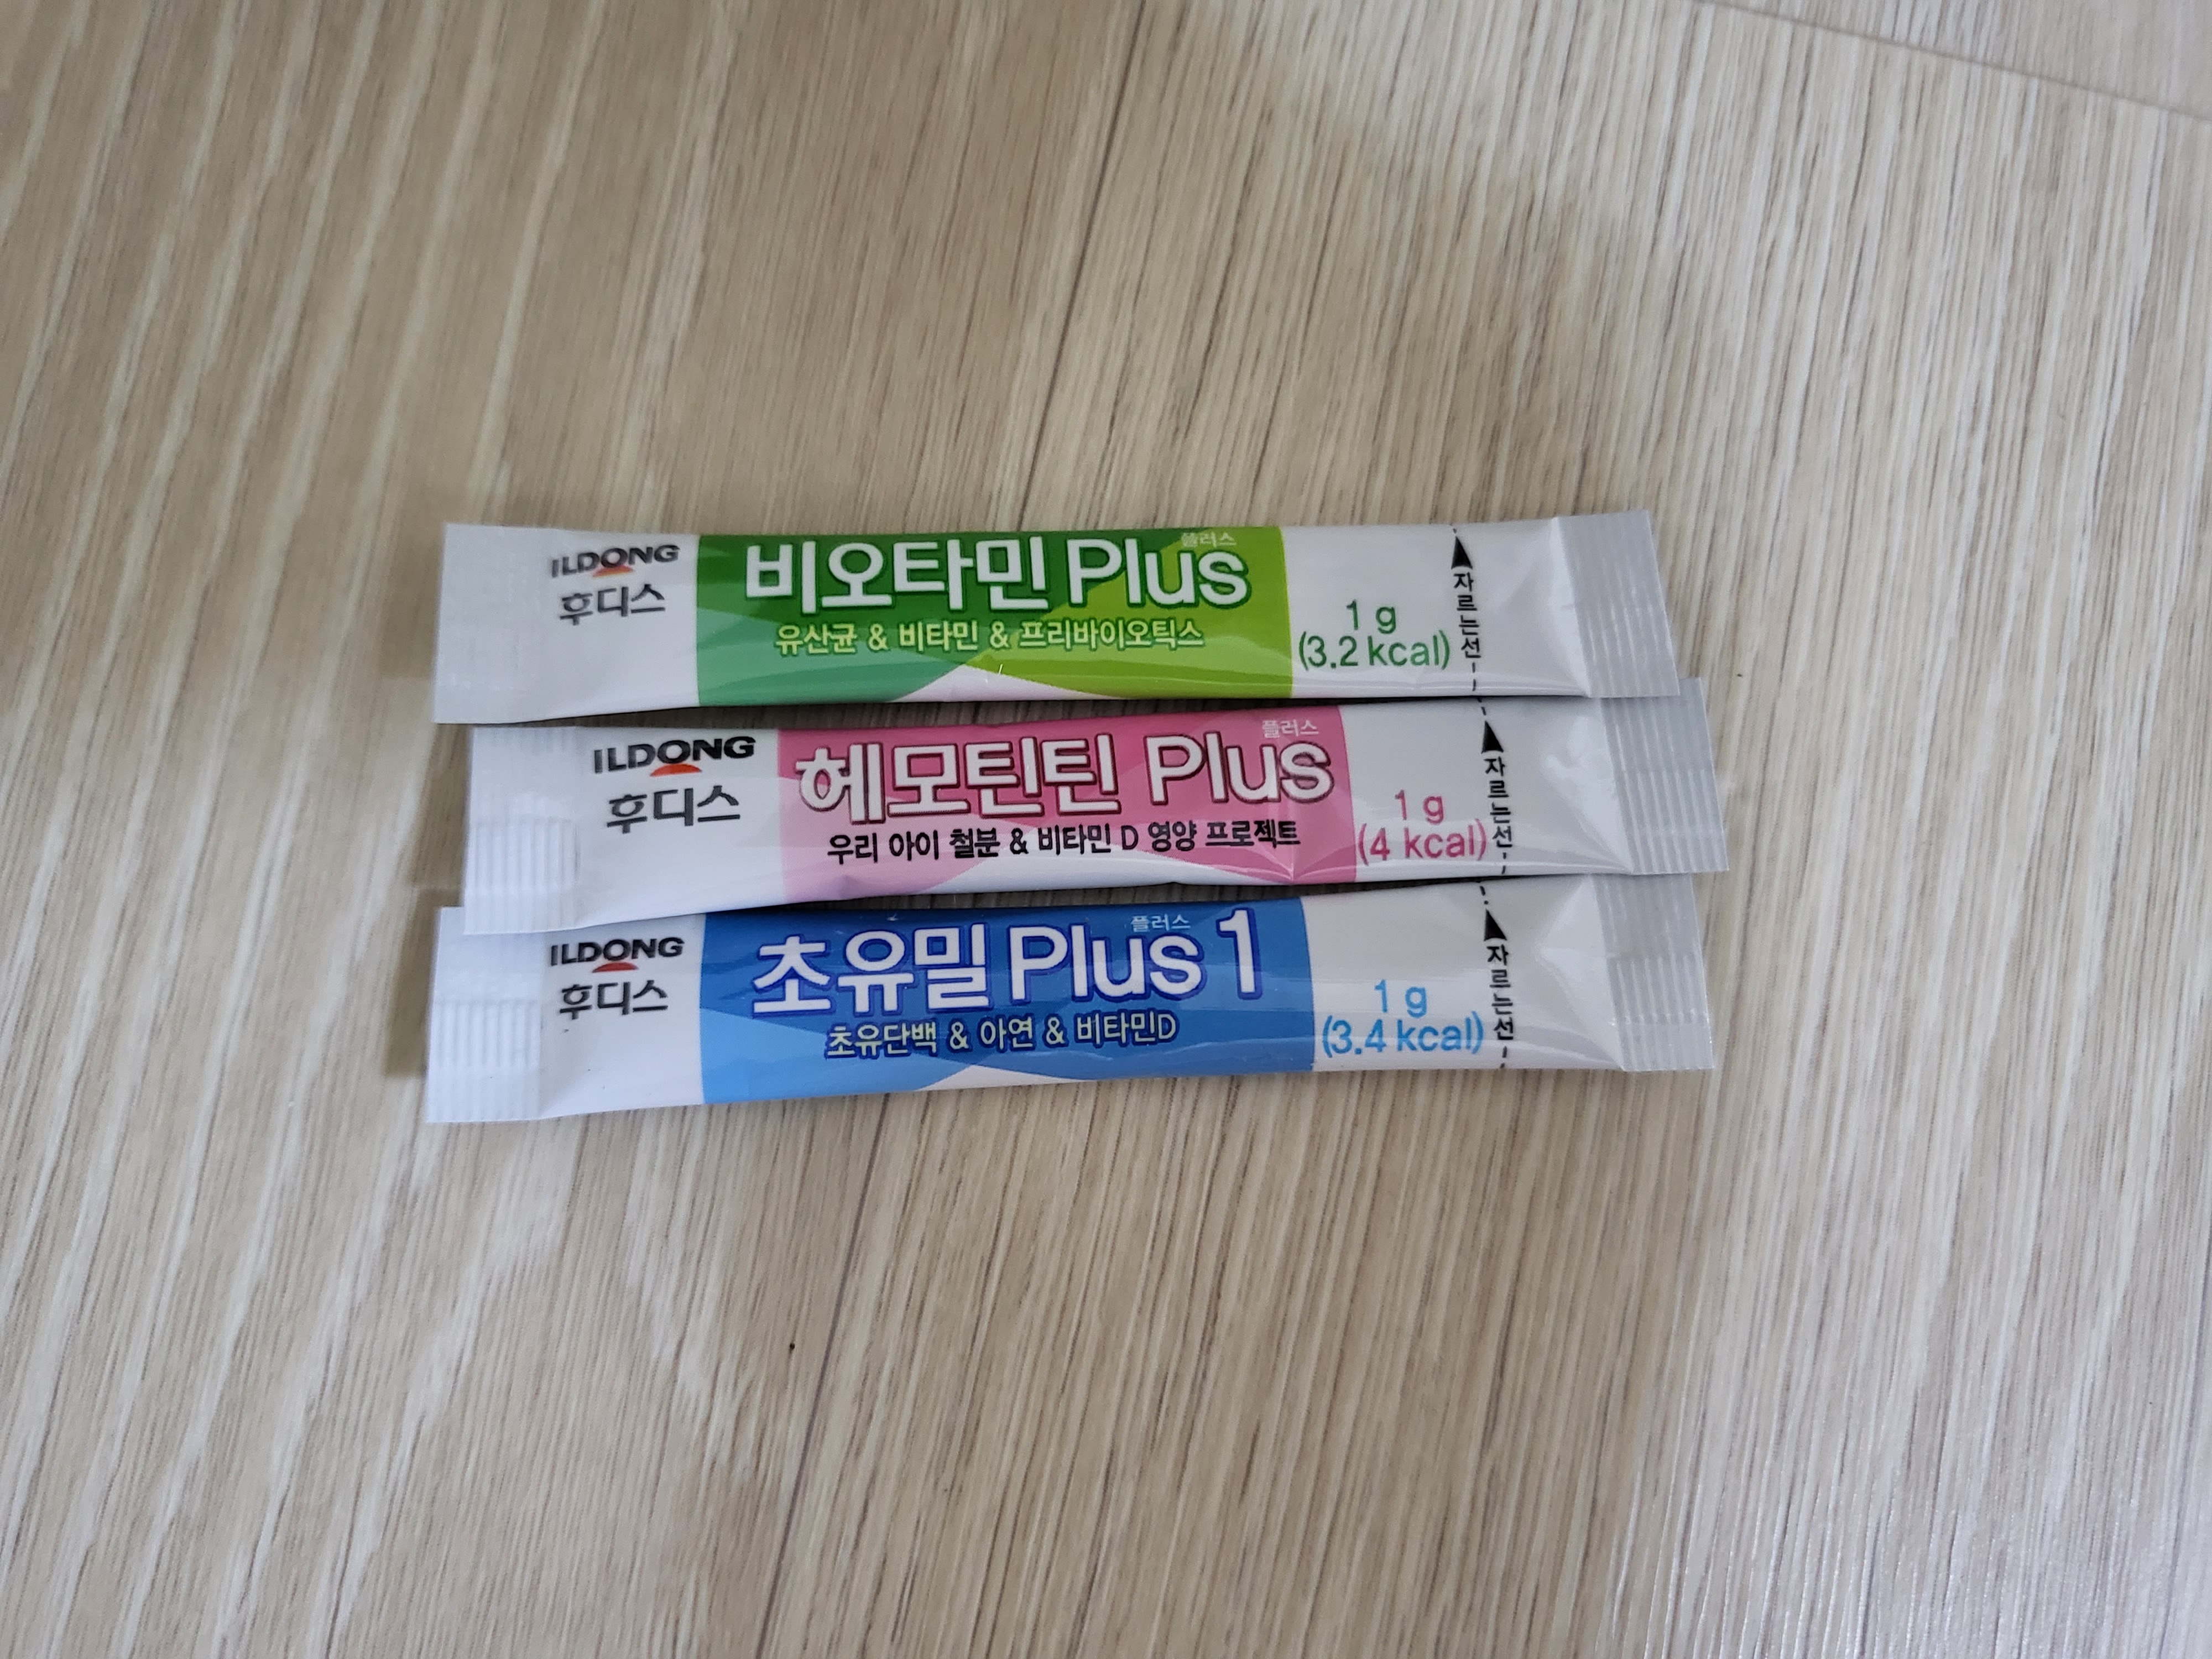 ILDONG
후디스
플러스
비오타민 Plus
유산균 & 비타민 & 프리바이오틱스
1 g
(3.2 kcal)
자르는선
ILDONG
후디스
플러스
헤모틴틴 Plus
우리 아이 철분 & 비타민 D 영양 프로젝트
1 g
(4 kcal)
자르는선
ILDONG
후디스
플러스
초유밀 Plus 1
초유단백 & 아연 & 비타민D
1 g
(3.4 kcal)
자르는선